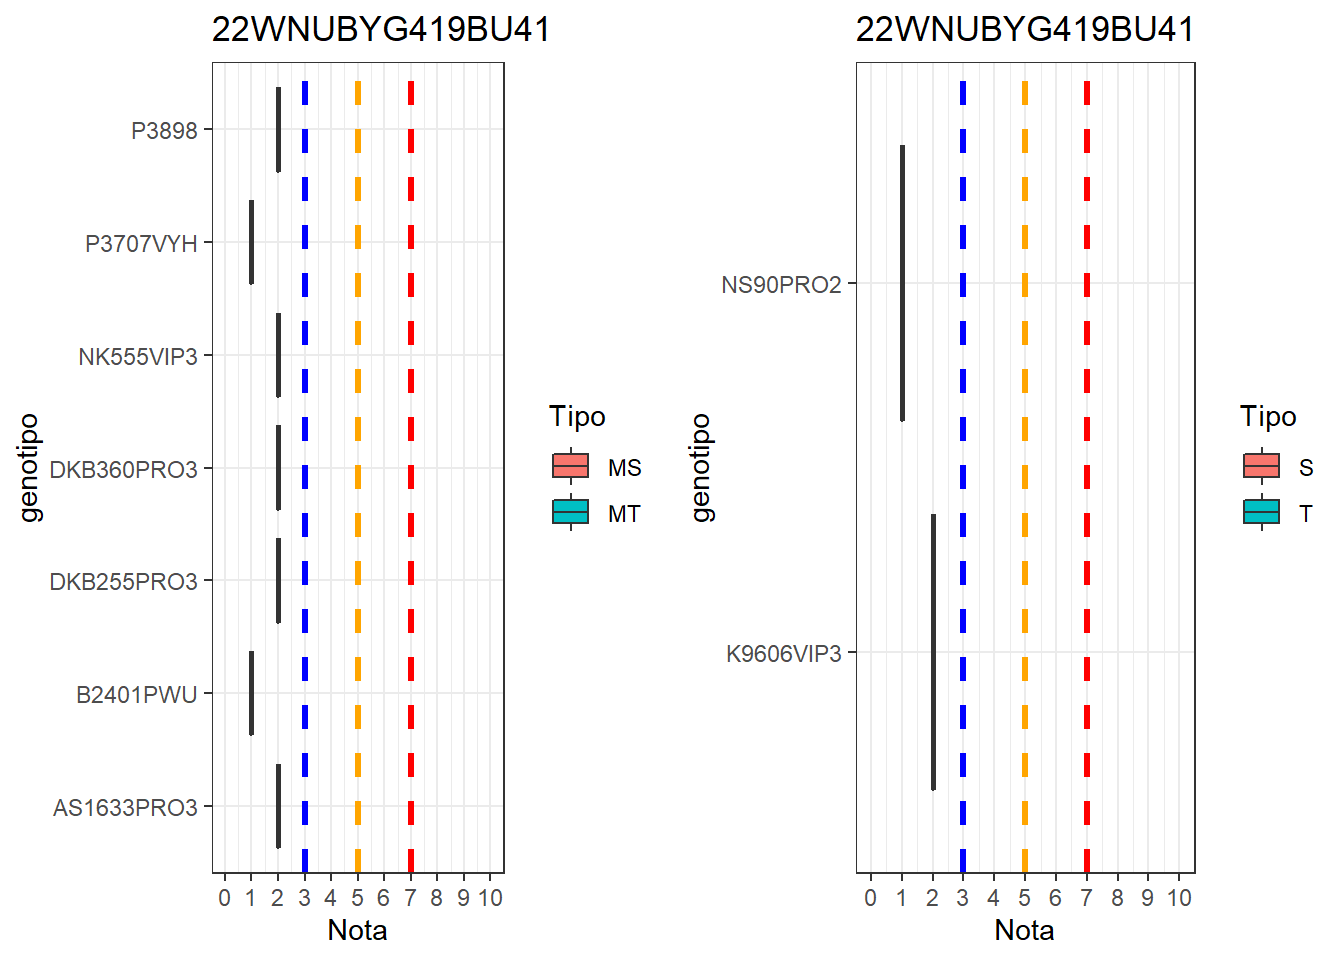 22WNUBYG419BU41
P3898
P3707VYH
NK555VIP3
DKB360PRO3
DKB255PRO3
B2401PWU
AS1633PRO3
genotipo
0 1 2 3 4 5 6 7 8 9 10
Nota
Tipo
MS
MT
22WNUBYG419BU41
NS90PRO2
K9606VIP3
genotipo
0 1 2 3 4 5 6 7 8 9 10
Nota
Tipo
S
T